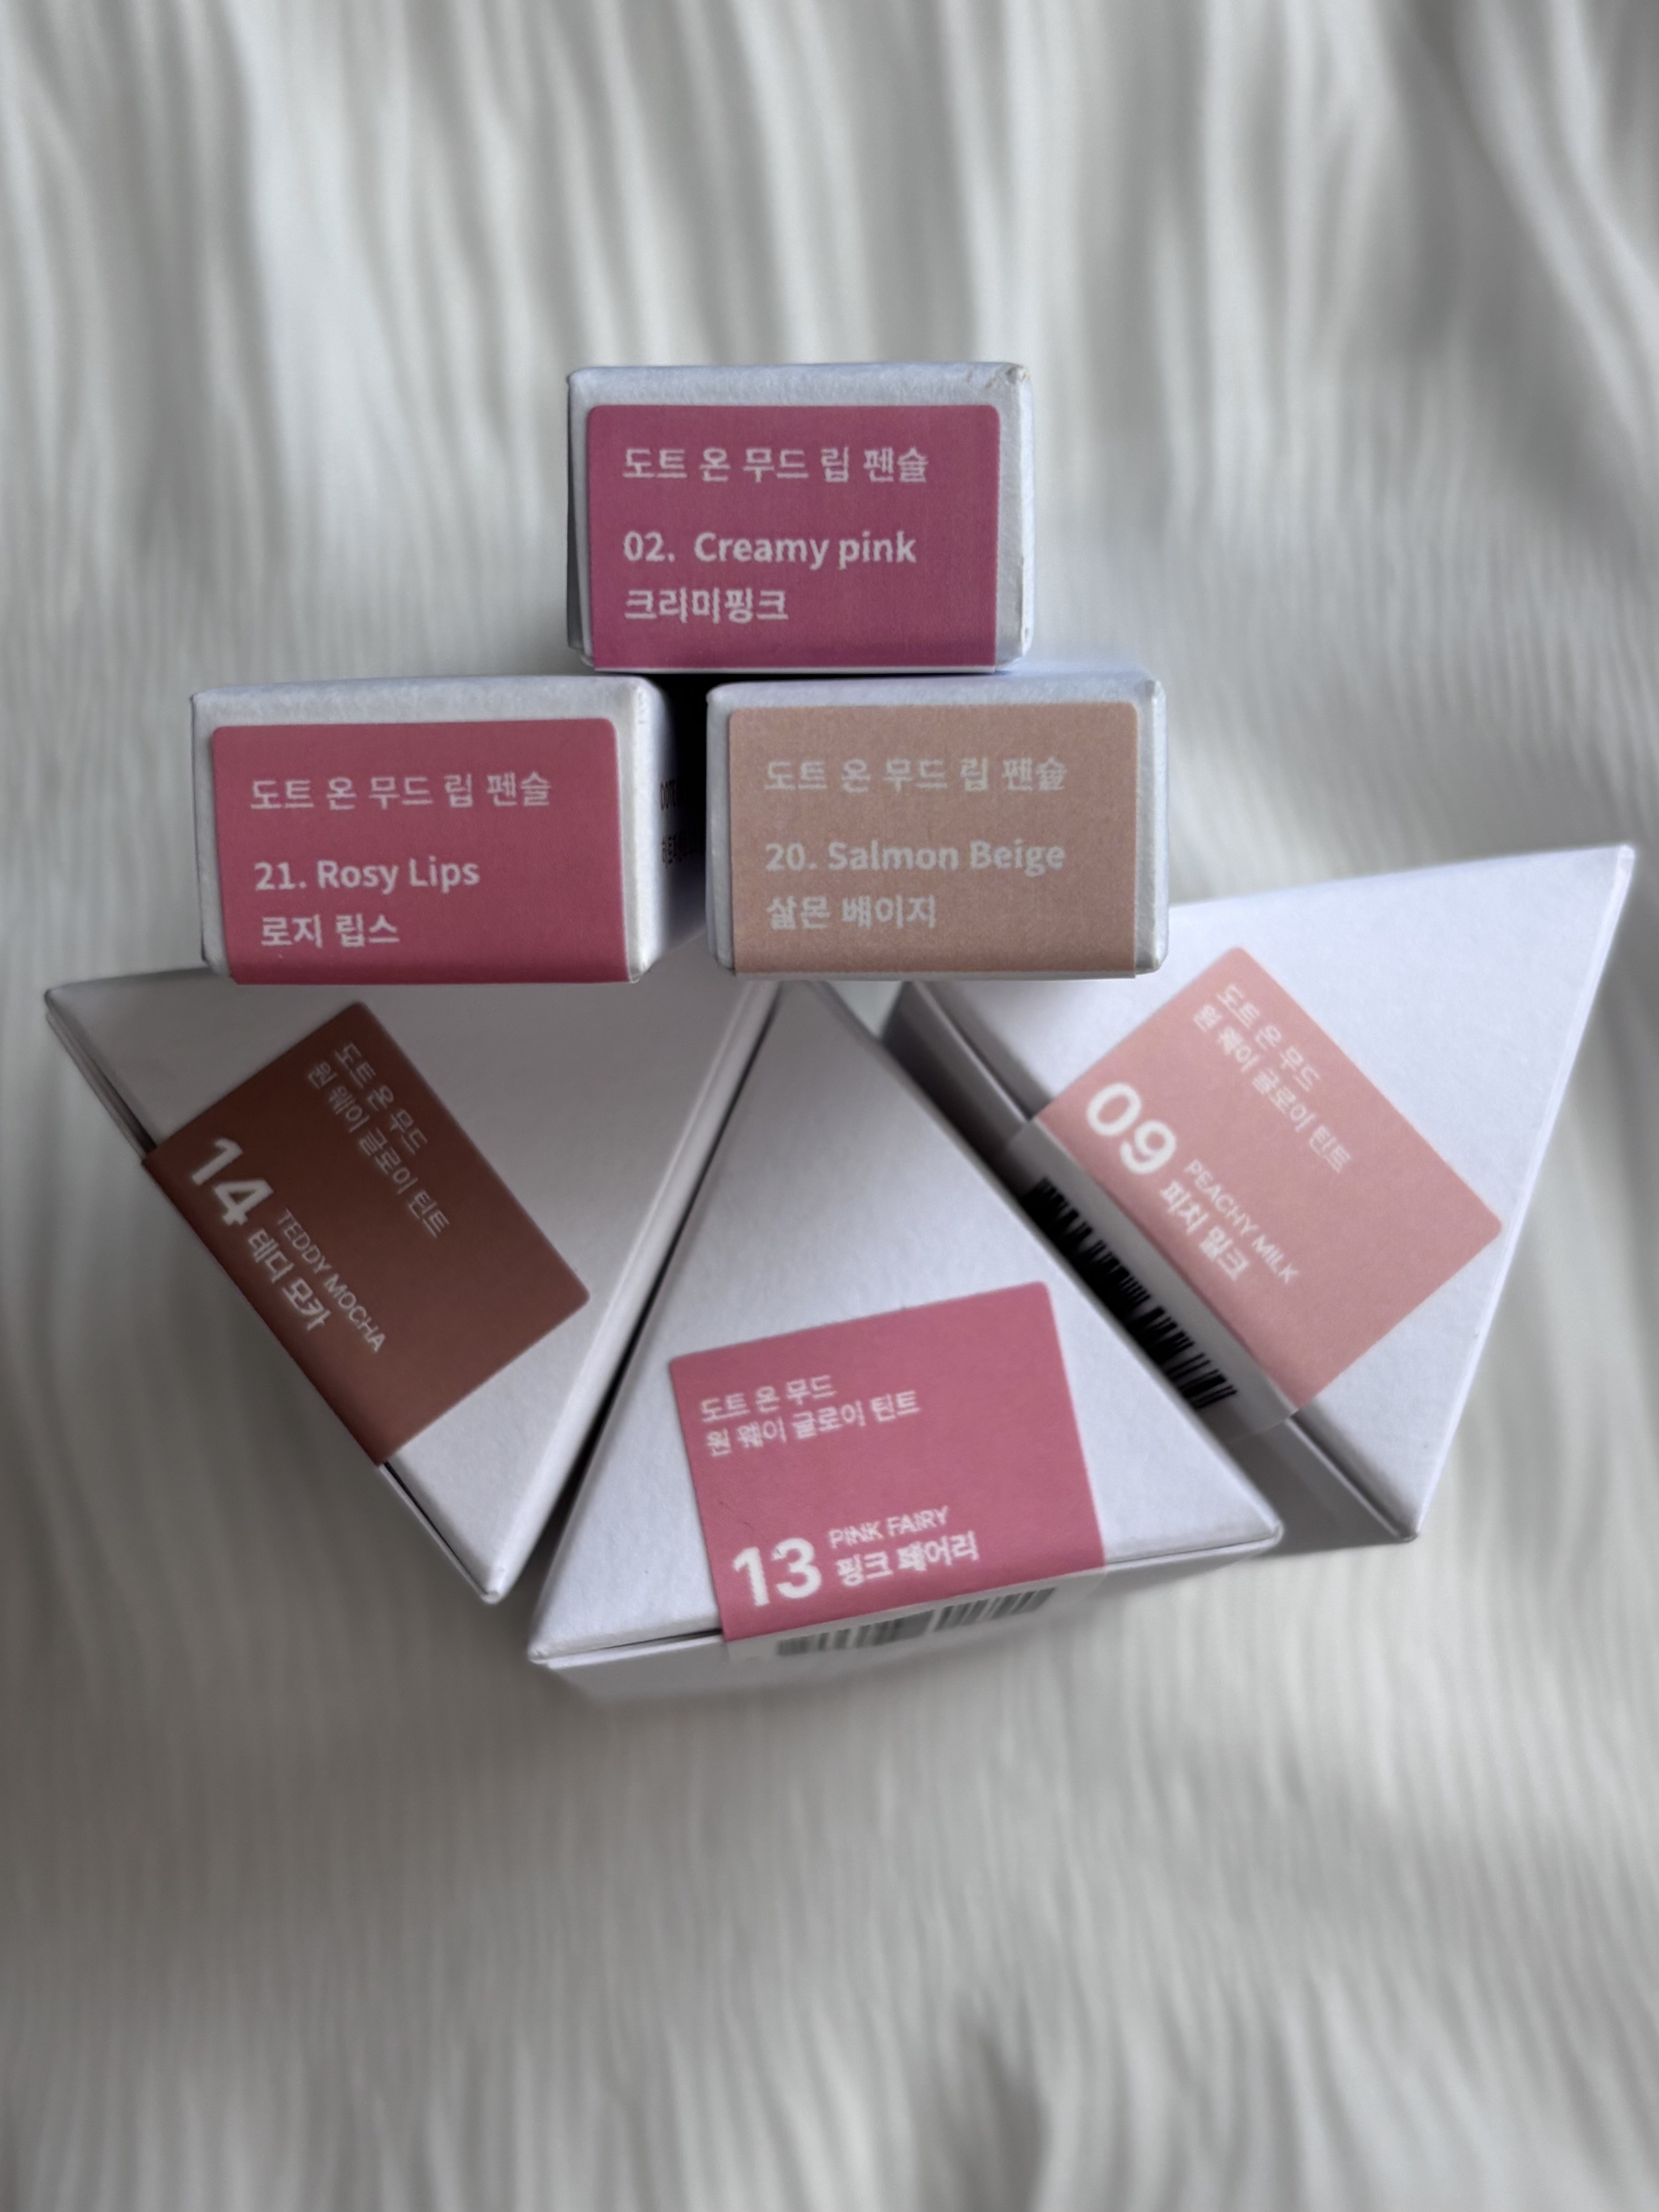 도트 온 무드 립 펜슬
02. Creamy pink
크리미핑크
도트 온 무드 립 펜슬
21. Rosy Lips
로지 립스
도트 온 무드 립 펜슬
20. Salmon Beige
살몬 베이지
도트 온 무드
원 웨이 글로이 틴트
14 TEDDY MOCHA
테디 모카
도트 온 무드
원 웨이 글로이 틴트
13 PINK FAIRY
핑크 페어리
도트 온 무드
원 웨이 글로이 틴트
09 PEACHY MILK
피치 밀크